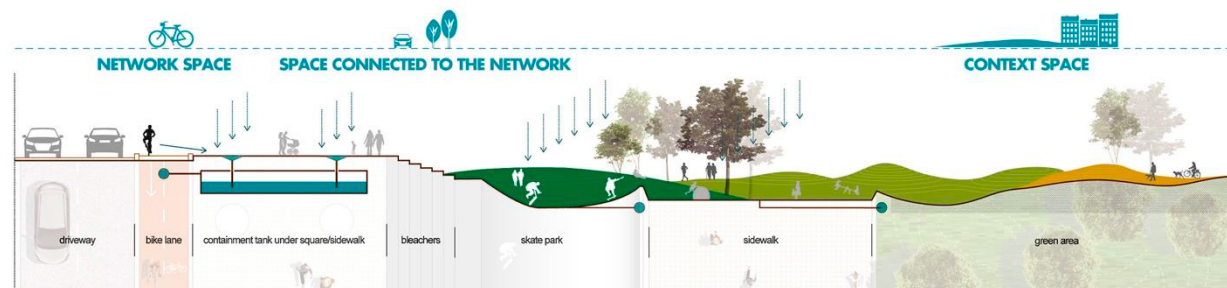 NETWORK SPACE
SPACE CONNECTED TO THE NETWORK
CONTEXT SPACE
driveway
bike lane
containment tank under square/sidewalk
bleachers
skate park
sidewalk
green area